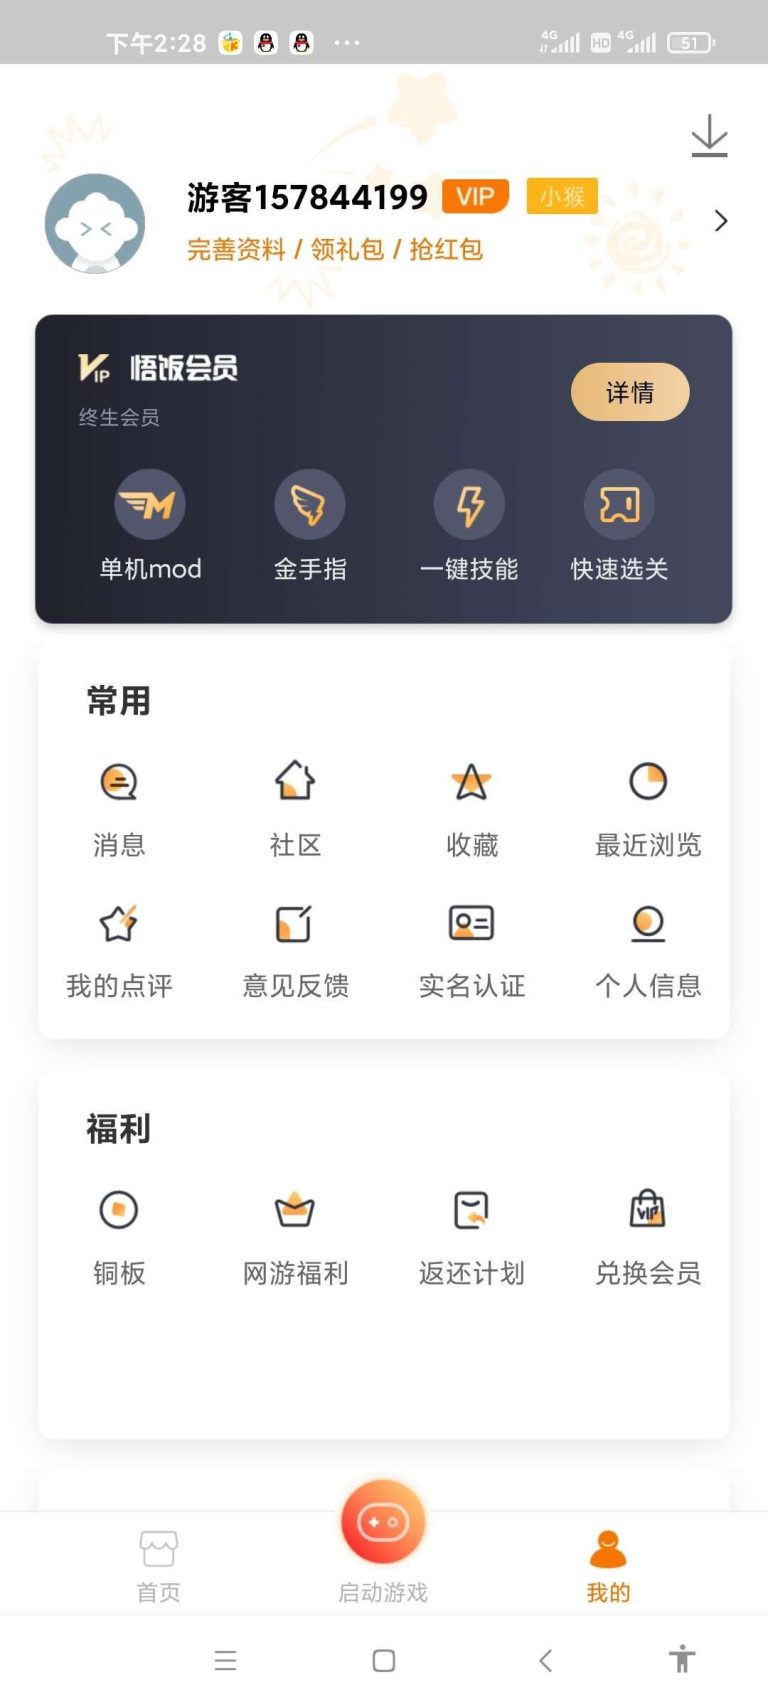 下午2:28
4G HD 4G 51
游客157844199 VIP 小猴
完善资料 / 领礼包 / 抢红包
VIP 悟饭会员
详情
终生会员
单机mod 金手指 一键技能 快速选关
常用
消息 社区 收藏 最近浏览
我的点评 意见反馈 实名认证 个人信息
福利
VIP
铜板 网游福利 返还计划 兑换会员
首页 启动游戏 我的